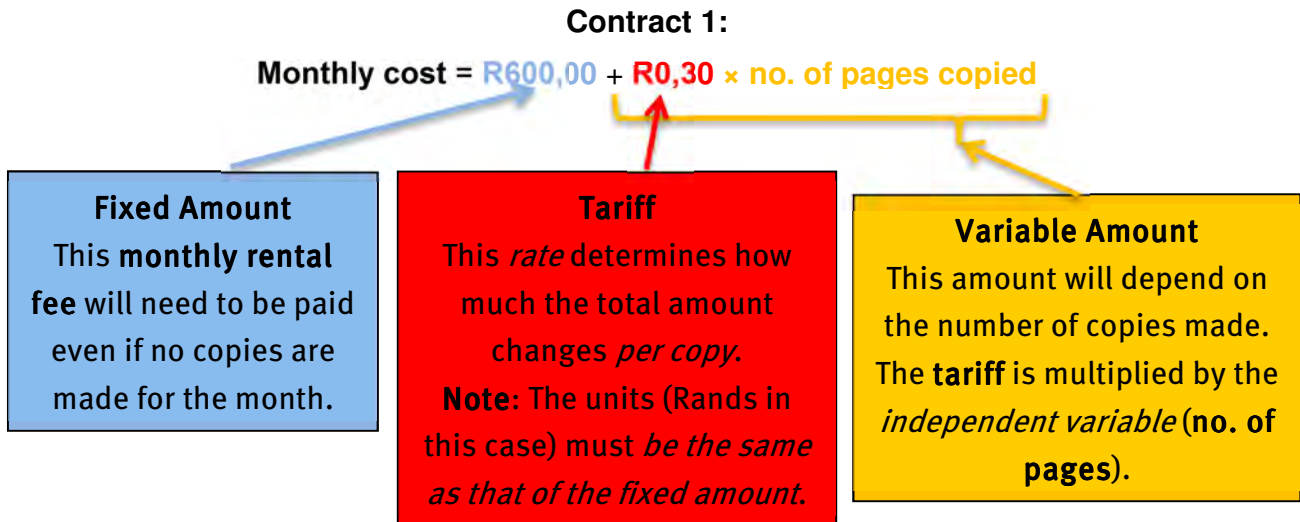 Contract 1:
Monthly cost = R600,00 + R0,30 × no. of pages copied
Fixed Amount
This monthly rental
fee will need to be paid
even if no copies are
made for the month.
Tariff
This rate determines how
much the total amount
changes per copy.
Note: The units (Rands in
this case) must be the same
as that of the fixed amount.
Variable Amount
This amount will depend on
the number of copies made.
The tariff is multiplied by the
independent variable (no. of
pages).